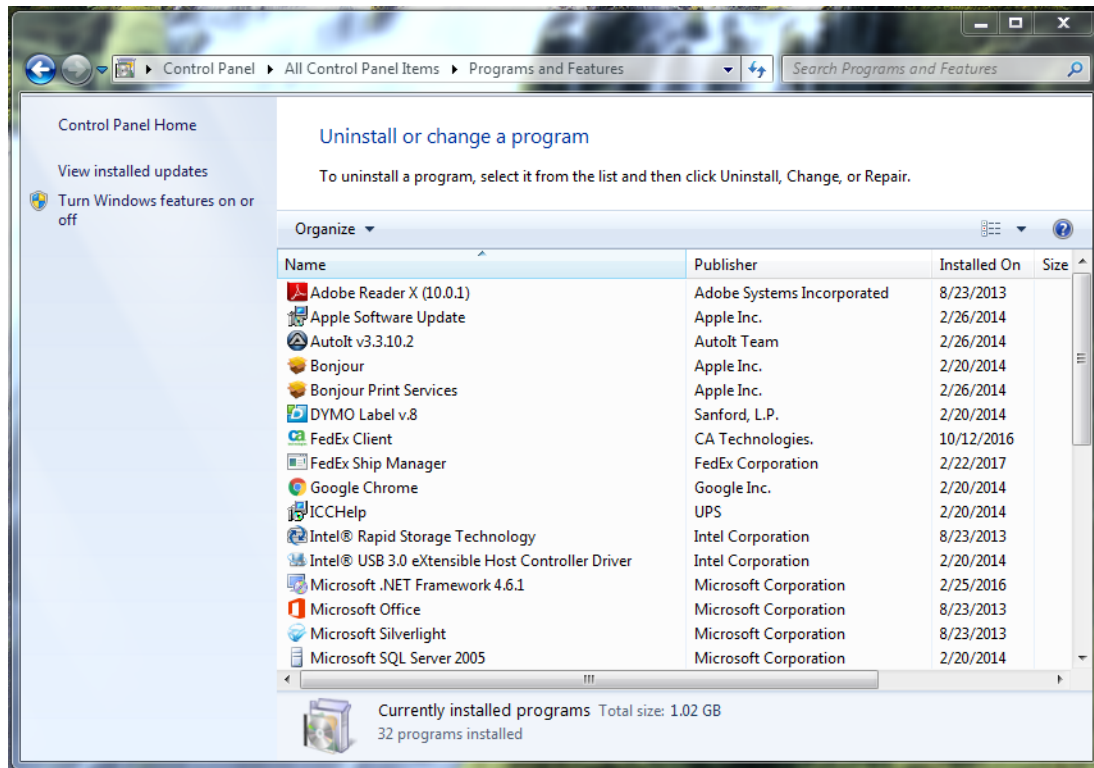 Control Panel ▸ All Control Panel Items ▸ Programs and Features
Search Programs and Features
Control Panel Home
View installed updates
Turn Windows features on or
off
Uninstall or change a program
To uninstall a program, select it from the list and then click Uninstall, Change, or Repair.
Organize
Name Publisher Installed On Size
Adobe Reader X (10.0.1) Adobe Systems Incorporated 8/23/2013
Apple Software Update Apple Inc. 2/26/2014
AutoIt v3.3.10.2 AutoIt Team 2/26/2014
Bonjour Apple Inc. 2/20/2014
Bonjour Print Services Apple Inc. 2/26/2014
DYMO Label v.8 Sanford, L.P. 2/20/2014
FedEx Client CA Technologies. 10/12/2016
FedEx Ship Manager FedEx Corporation 2/22/2017
Google Chrome Google Inc. 2/20/2014
ICCHelp UPS 2/20/2014
Intel® Rapid Storage Technology Intel Corporation 8/23/2013
Intel® USB 3.0 eXtensible Host Controller Driver Intel Corporation 2/20/2014
Microsoft .NET Framework 4.6.1 Microsoft Corporation 2/25/2016
Microsoft Office Microsoft Corporation 8/23/2013
Microsoft Silverlight Microsoft Corporation 8/23/2013
Microsoft SQL Server 2005 Microsoft Corporation 2/20/2014
Currently installed programs Total size: 1.02 GB
32 programs installed